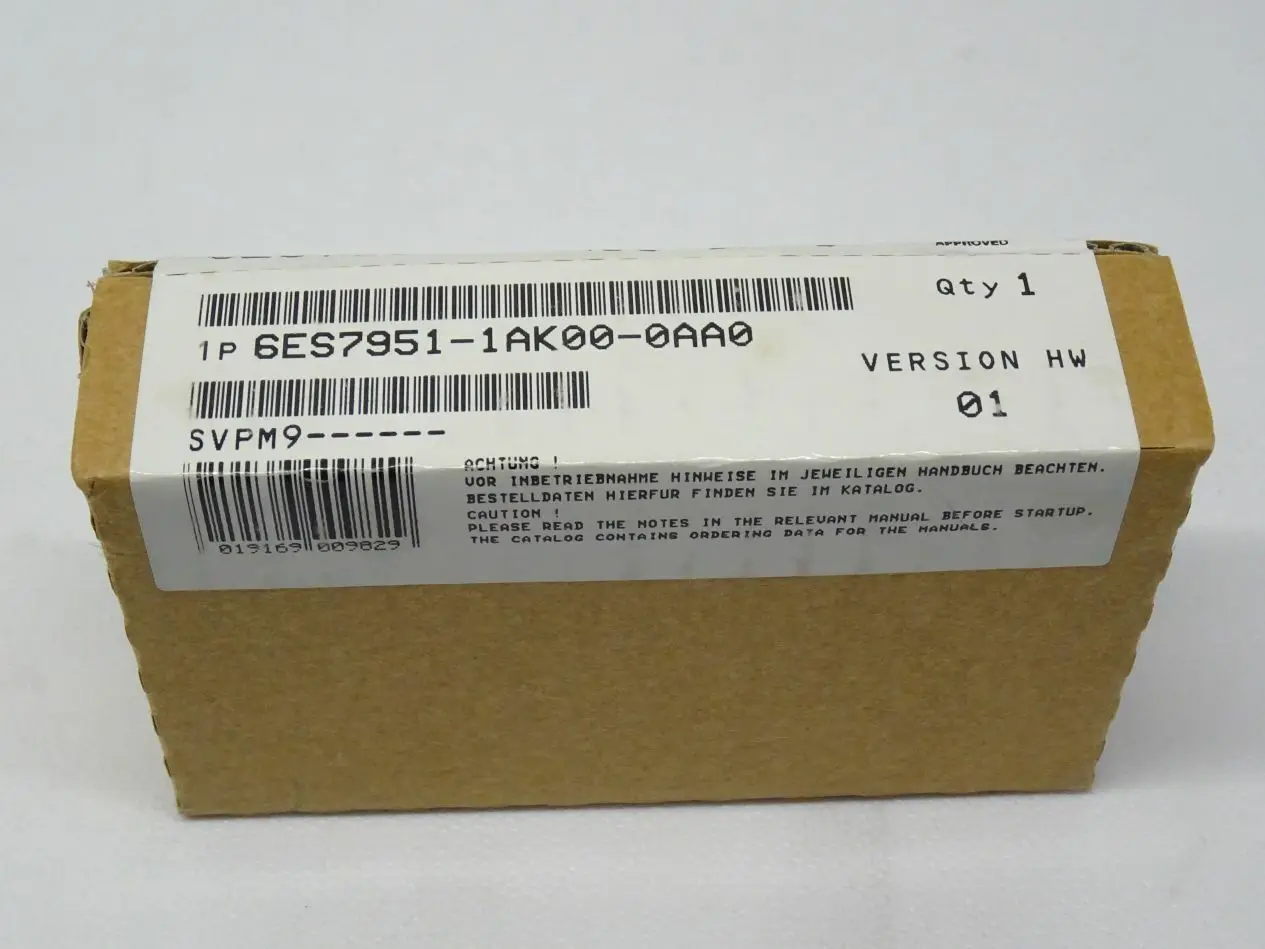 APPROVED
Qty 1
1P 6ES7951-1AK00-0AA0
VERSION HW
01
SVPM9------
ACHTUNG !
VOR INBETRIEBNAHME HINWEISE IM JEWEILIGEN HANDBUCH BEACHTEN.
BESTELLDATEN HIERFUR FINDEN SIE IM KATALOG.
CAUTION !
PLEASE READ THE NOTES IN THE RELEVANT MANUAL BEFORE STARTUP.
THE CATALOG CONTAINS ORDERING DATA FOR THE MANUALS.
019169 009829